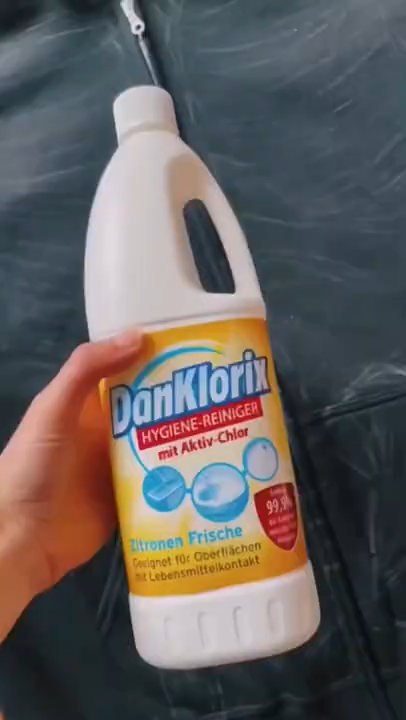 DanKlorix
HYGIENE-REINIGER
mit Aktiv-Chlor
99,9%
Zitronen Frische
Geeignet für Oberflächen
mit Lebensmittelkontakt